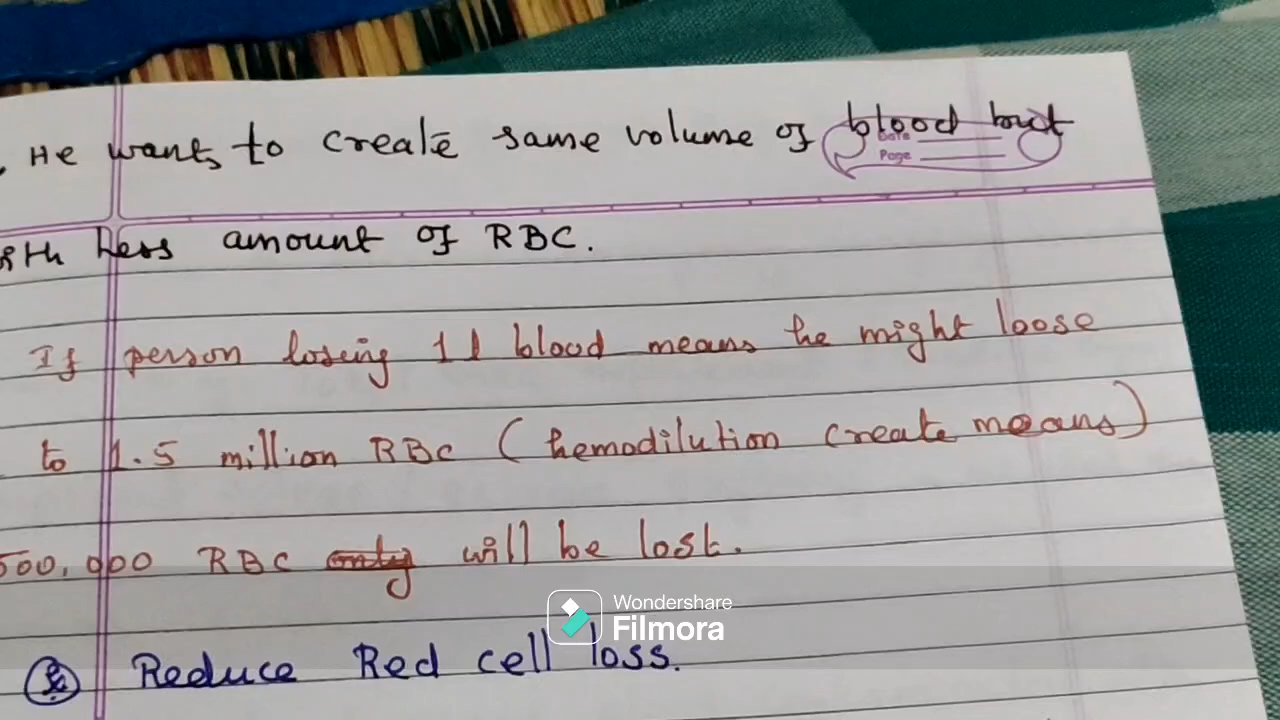 He wants to create same volume of blood but
Date
Page
less amount of RBC.
If person losing 1 l blood means he might loose
to 1.5 million RBC (hemodilution create means)
500,000 RBC only will be lost.
Wondershare
Filmora
Reduce Red cell loss.